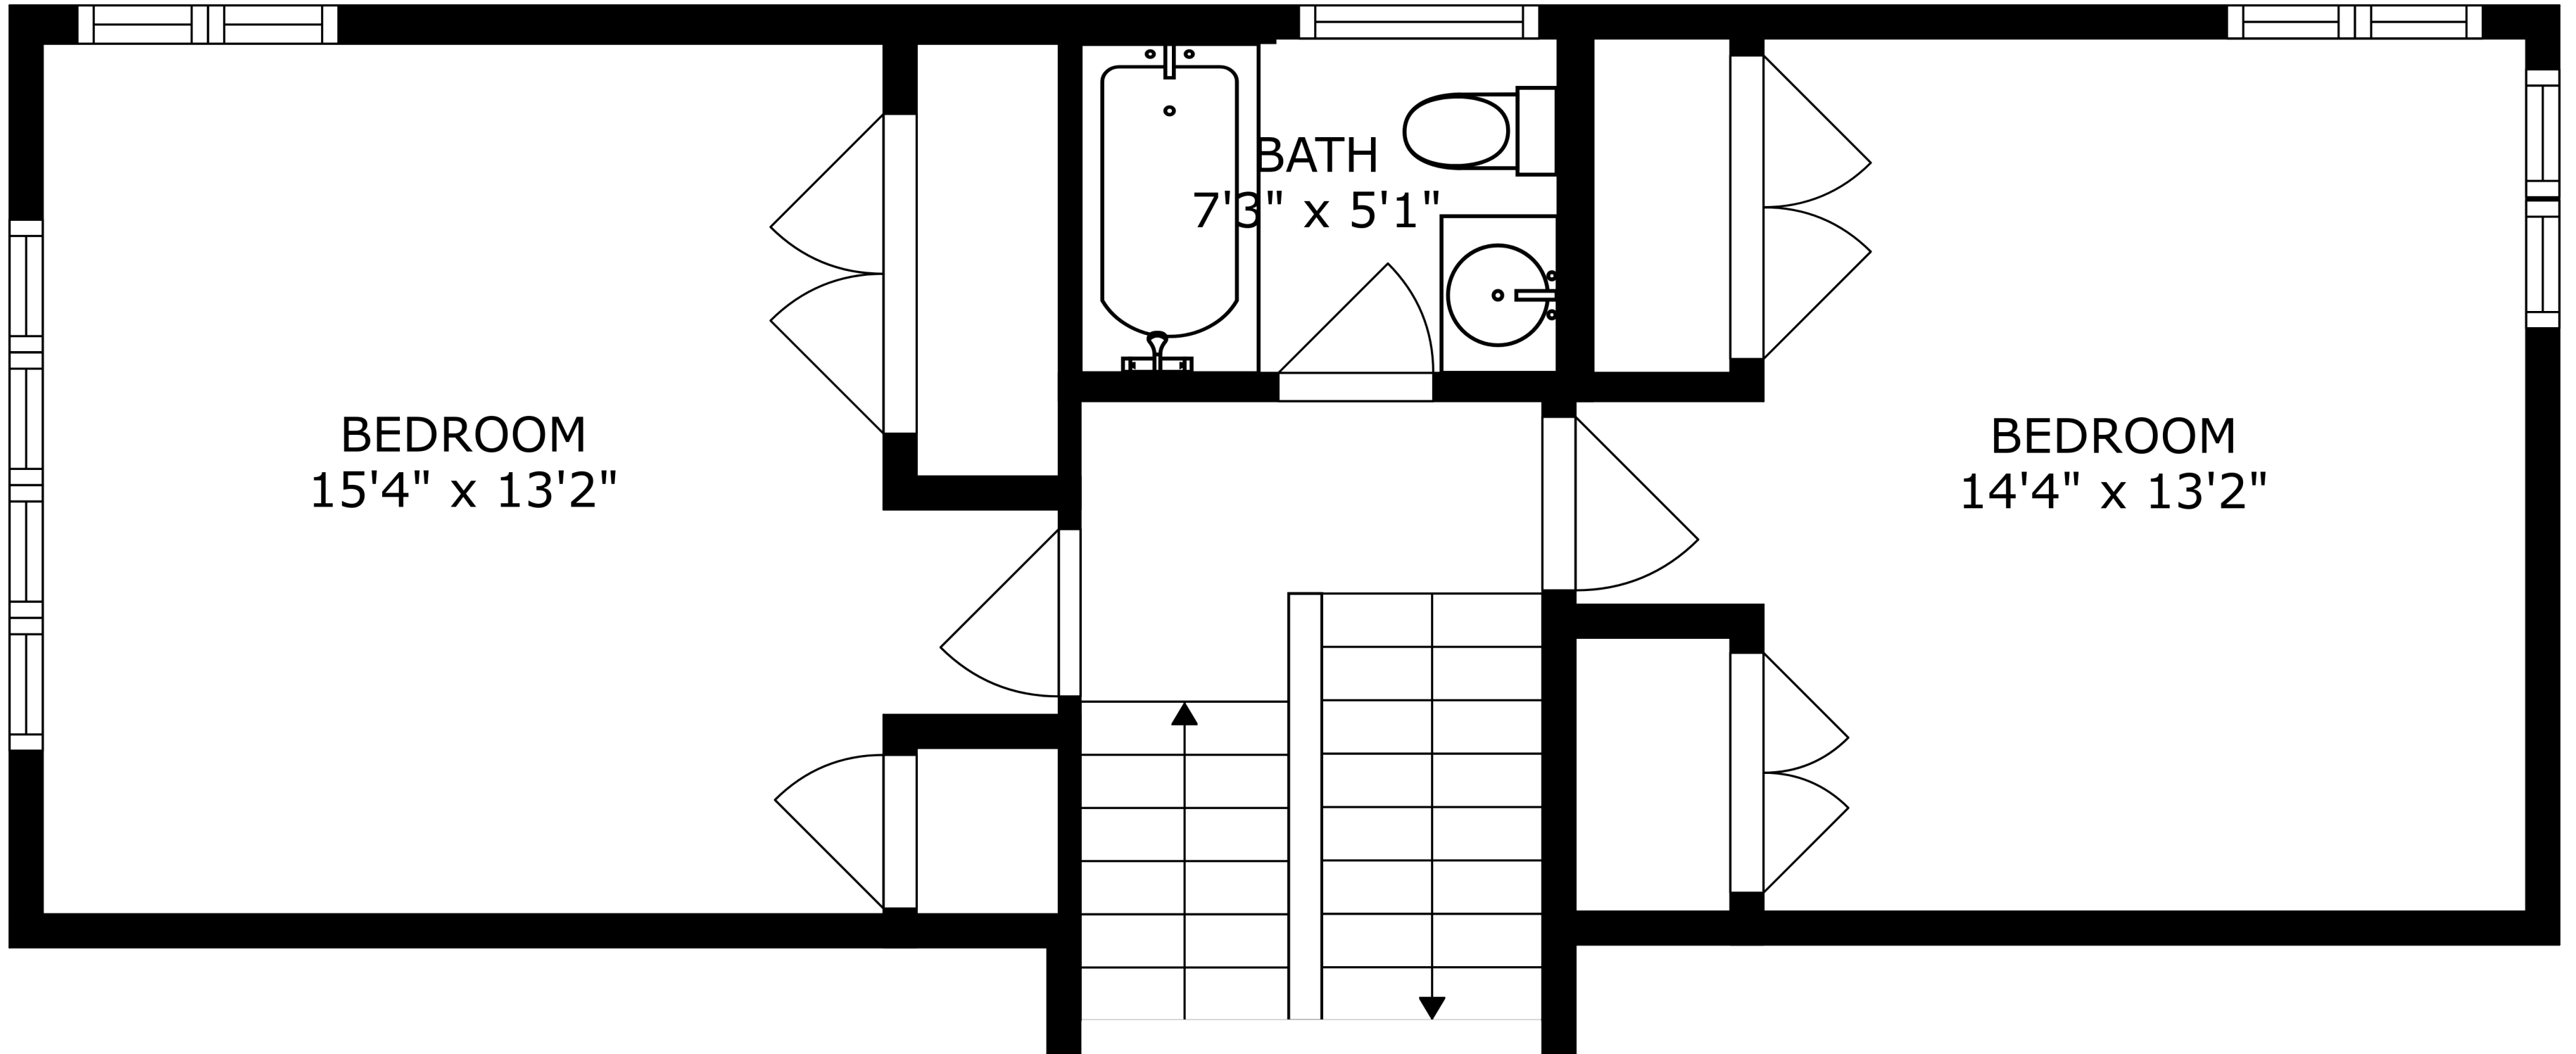 BATH
7'3" x 5'1"
BEDROOM
15'4" x 13'2"
BEDROOM
14'4" x 13'2"